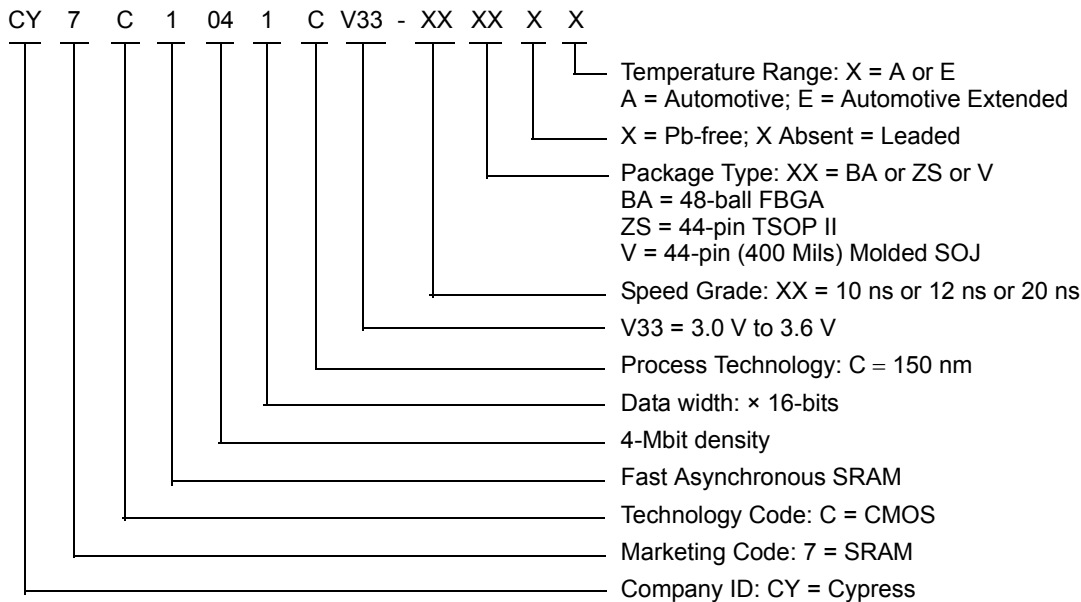 CY 7 C 1 04 1 C V33 - XX XX X X
Temperature Range: X = A or E
A = Automotive; E = Automotive Extended
X = Pb-free; X Absent = Leaded
Package Type: XX = BA or ZS or V
BA = 48-ball FBGA
ZS = 44-pin TSOP II
V = 44-pin (400 Mils) Molded SOJ
Speed Grade: XX = 10 ns or 12 ns or 20 ns
V33 = 3.0 V to 3.6 V
Process Technology: C = 150 nm
Data width: × 16-bits
4-Mbit density
Fast Asynchronous SRAM
Technology Code: C = CMOS
Marketing Code: 7 = SRAM
Company ID: CY = Cypress